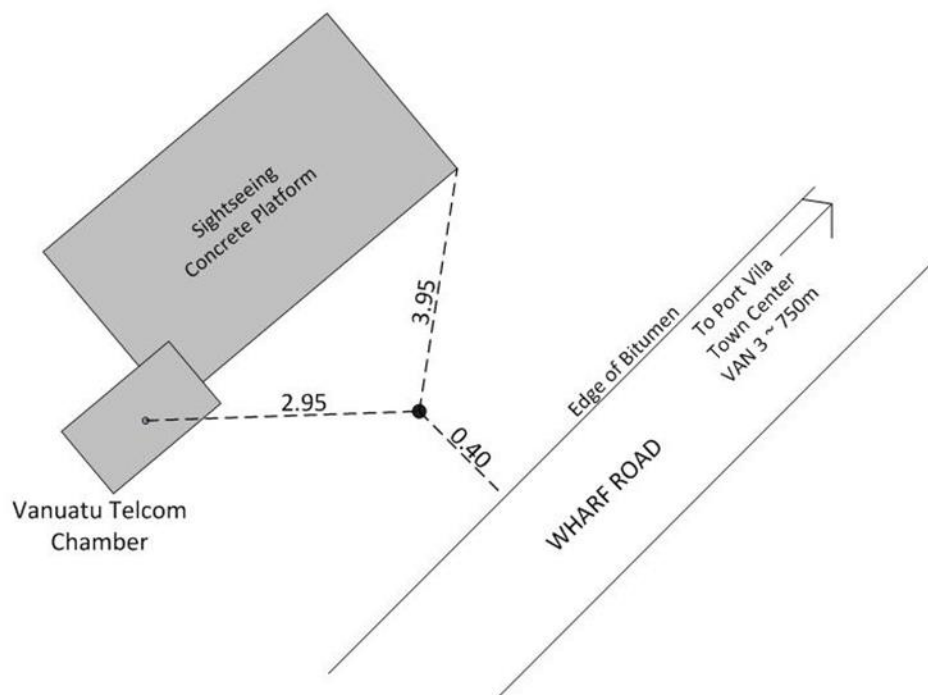 Sightseeing
Concrete Platform
3.95
2.95
0.40
Vanuatu Telcom
Chamber
Edge of Bitumen
To Port Vila
Town Center
VAN 3 ~ 750m
WHARF ROAD